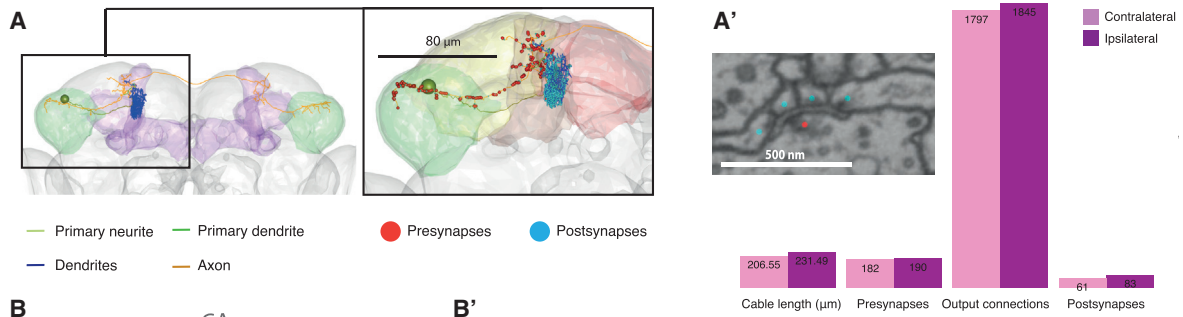 A
80 µm
Primary neurite
Primary dendrite
Dendrites
Axon
Presynapses
Postsynapses
A'
Contralateral
Ipsilateral
500 nm
1797
1845
206.55
231.49
182
190
61
83
Cable length (µm)
Presynapses
Output connections
Postsynapses
B
B'